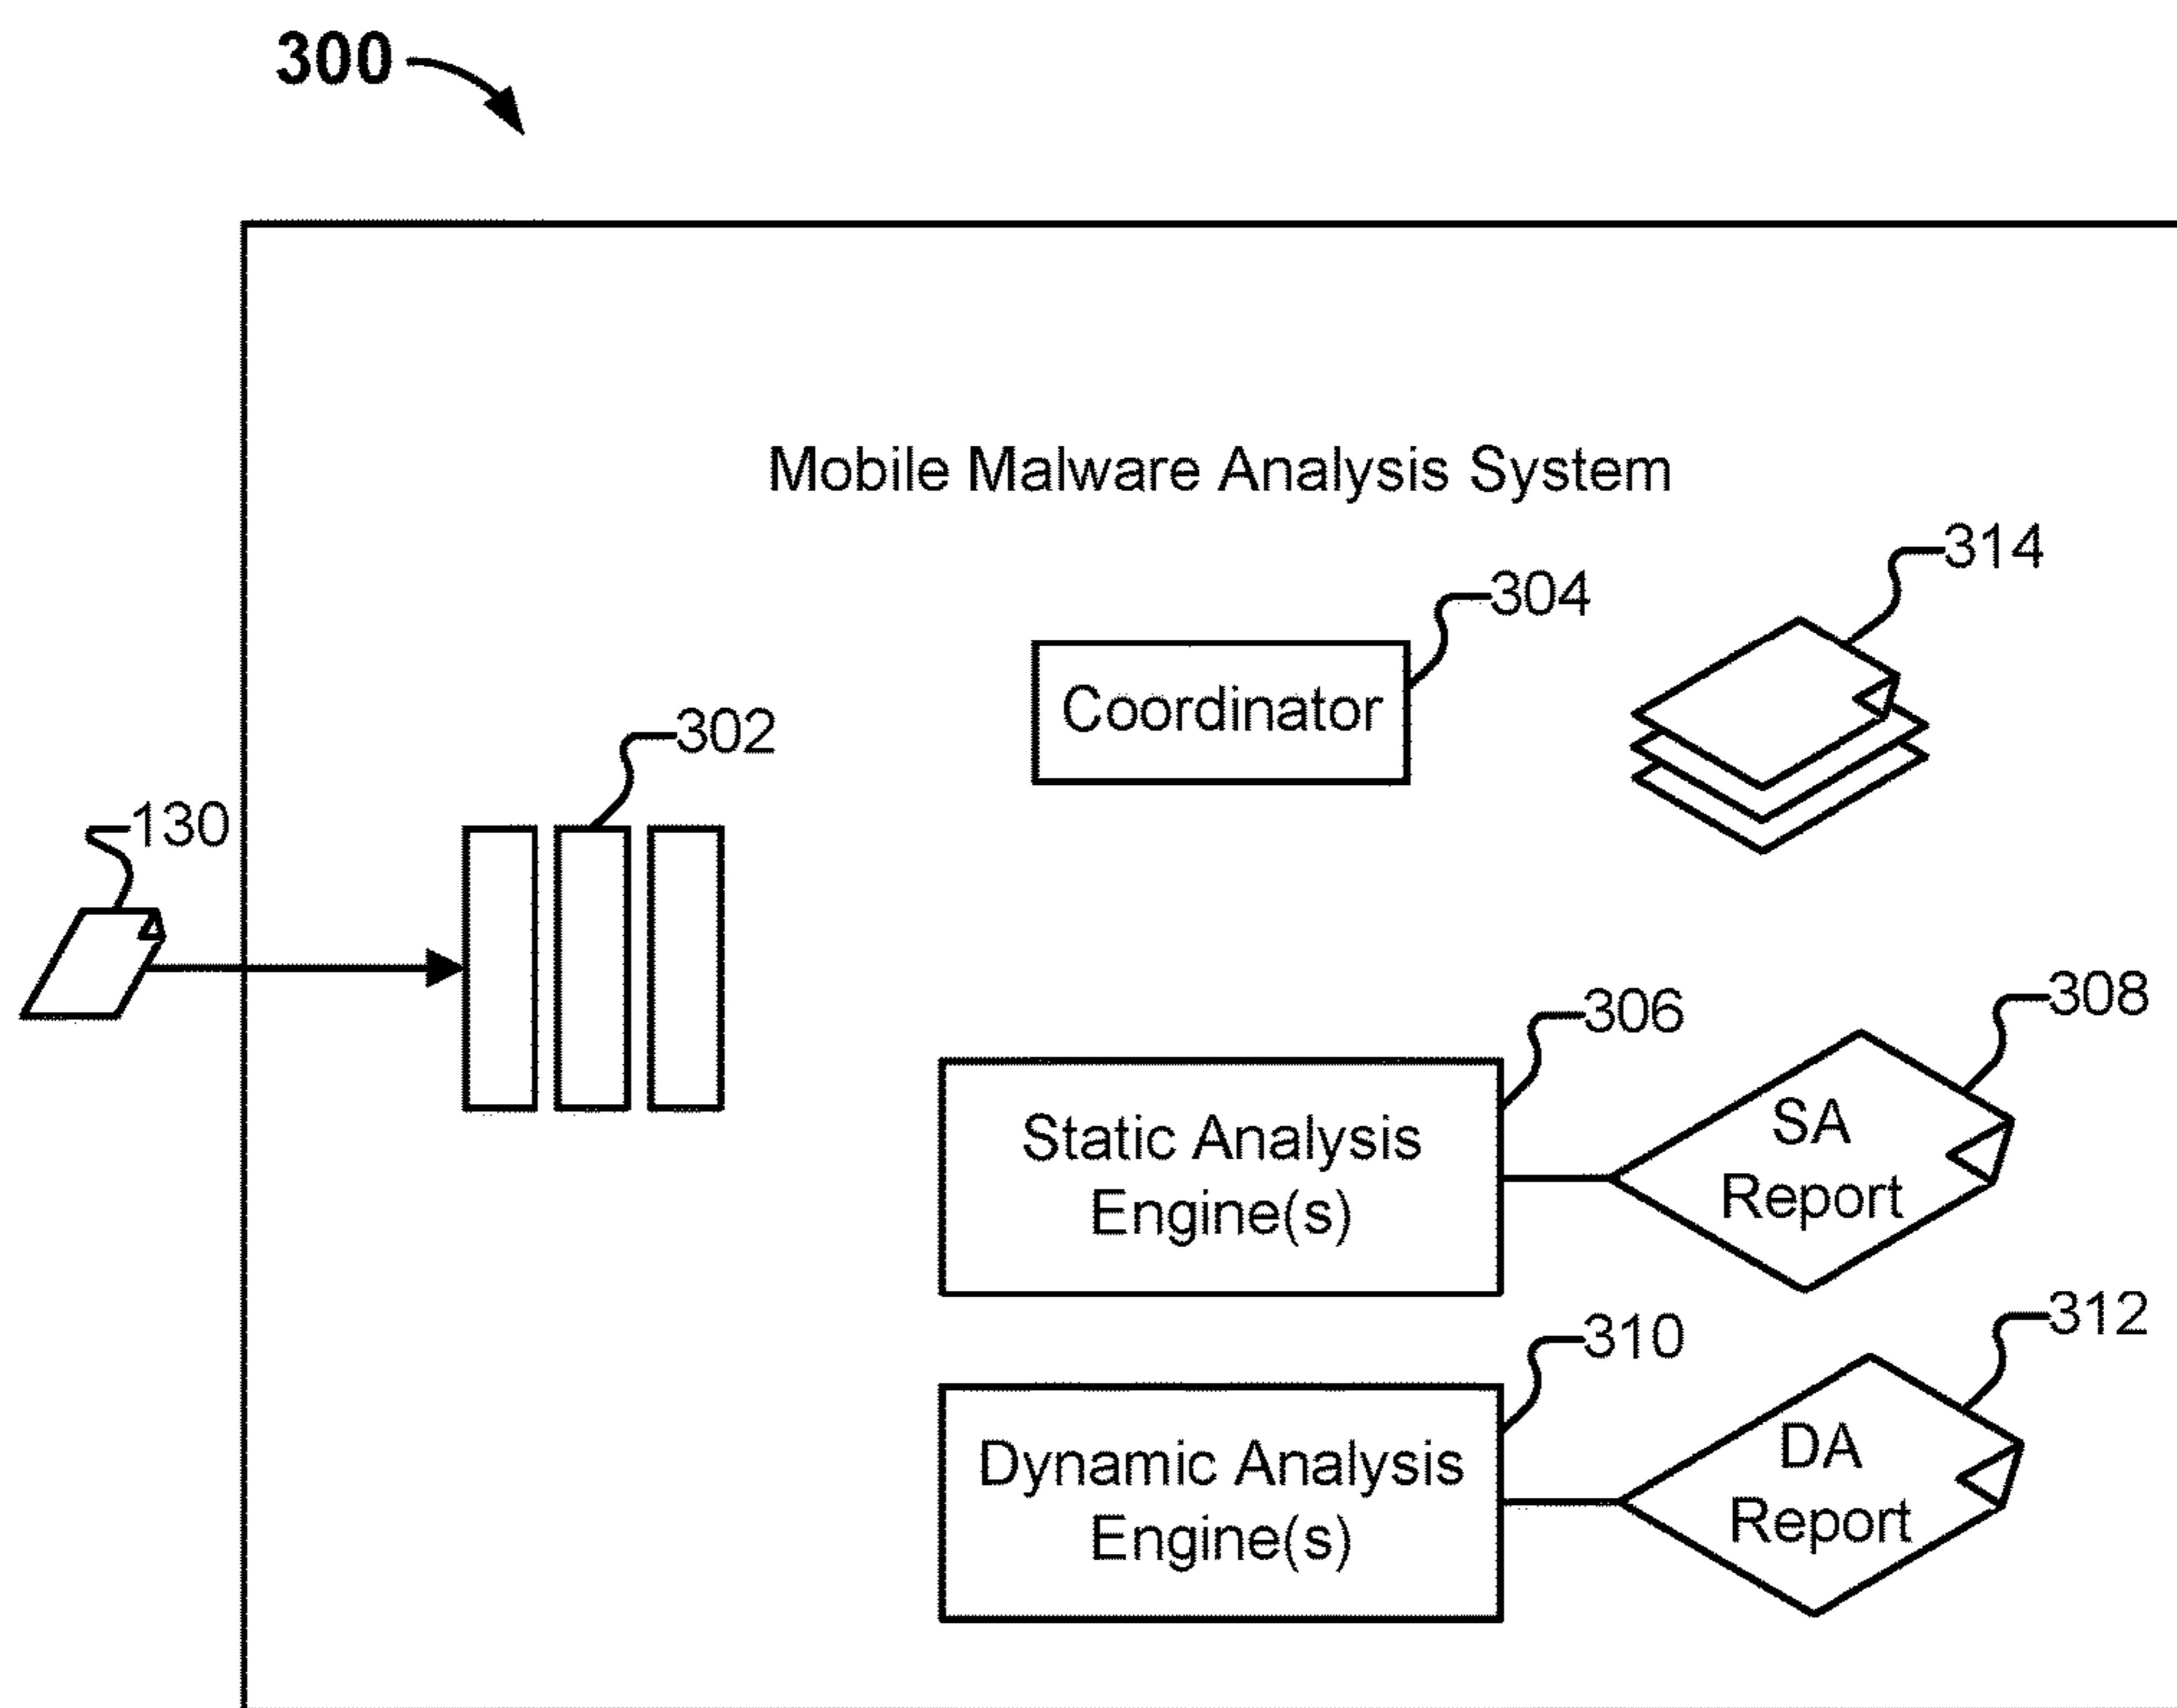 300
Mobile Malware Analysis System
314
304
Coordinator
302
130
306
308
Static Analysis
Engine(s)
SA
Report
310
312
Dynamic Analysis
Engine(s)
DA
Report